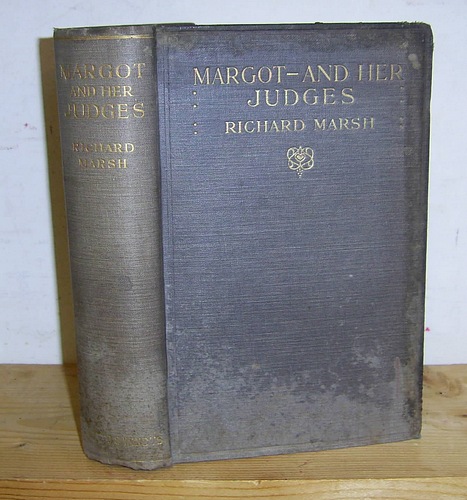 MARGOT
AND HER
JUDGES
RICHARD
MARSH
MARGOT—AND HER
JUDGES
RICHARD MARSH